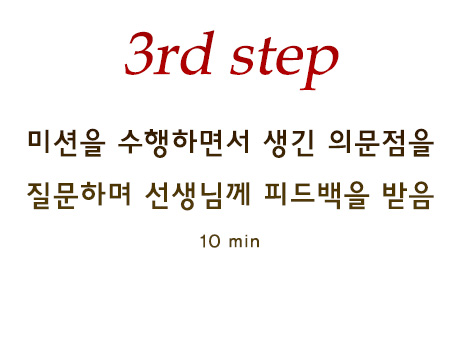 3rd step
미션을 수행하면서 생긴 의문점을
질문하며 선생님께 피드백을 받음
10 min